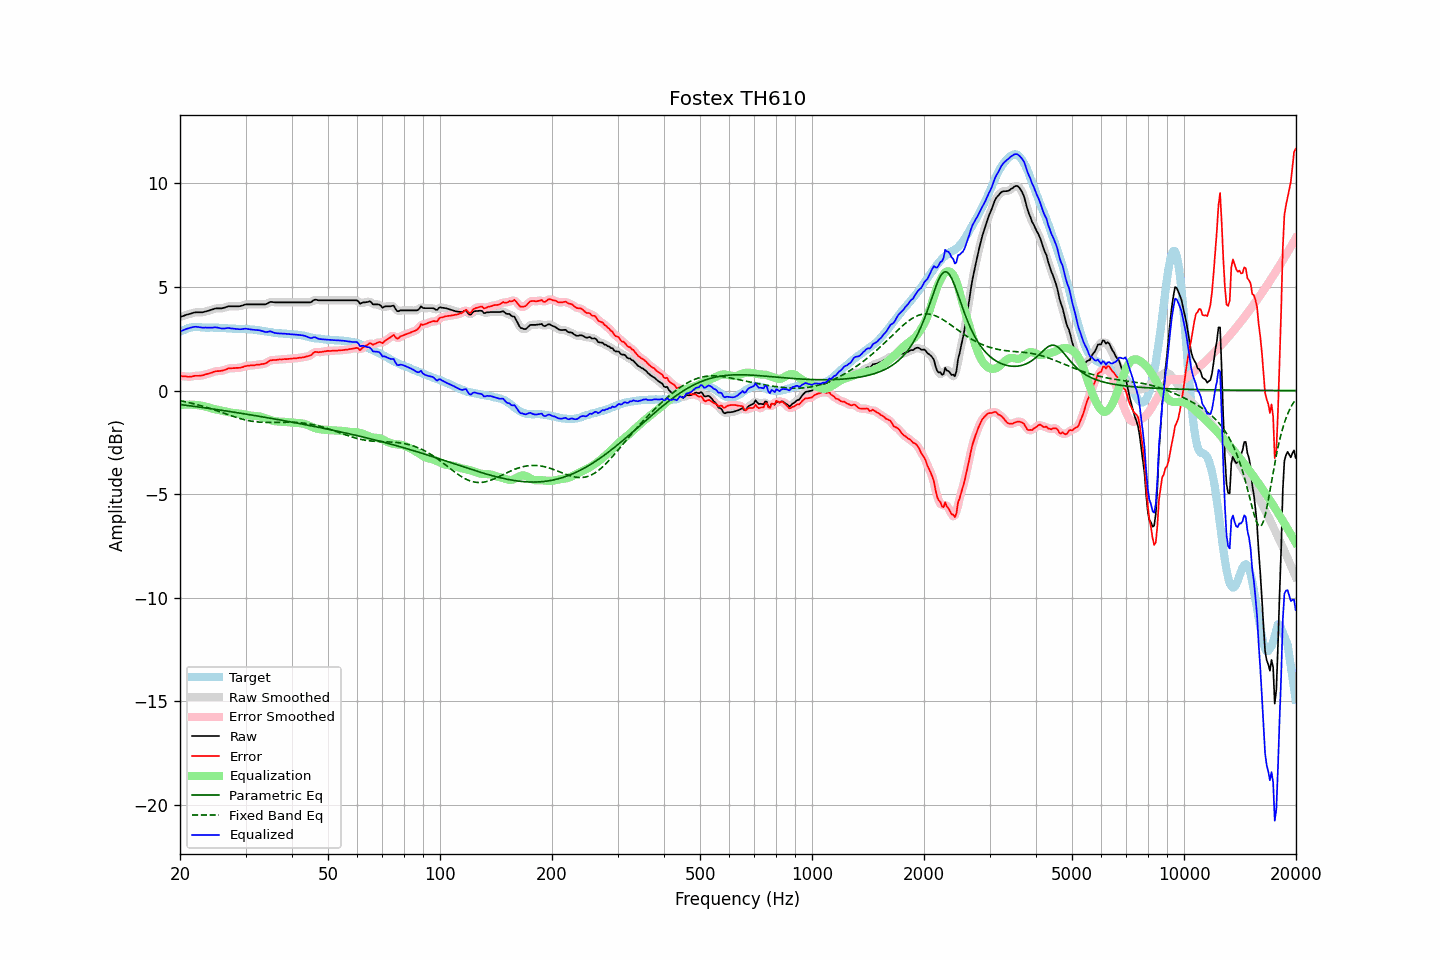 Fostex TH610
Amplitude (dBr)
10
5
0
−5
−10
−15
−20
Target
Raw Smoothed
Error Smoothed
Raw
Error
Equalization
Parametric Eq
Fixed Band Eq
Equalized
20 50 100 200 500 1000 2000 5000 10000 20000
Frequency (Hz)